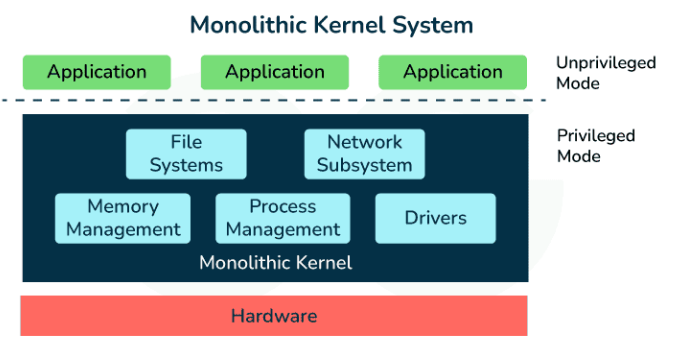 Monolithic Kernel System
Application
Application
Application
Unprivileged
Mode
File
Systems
Network
Subsystem
Privileged
Mode
Memory
Management
Process
Management
Drivers
Monolithic Kernel
Hardware